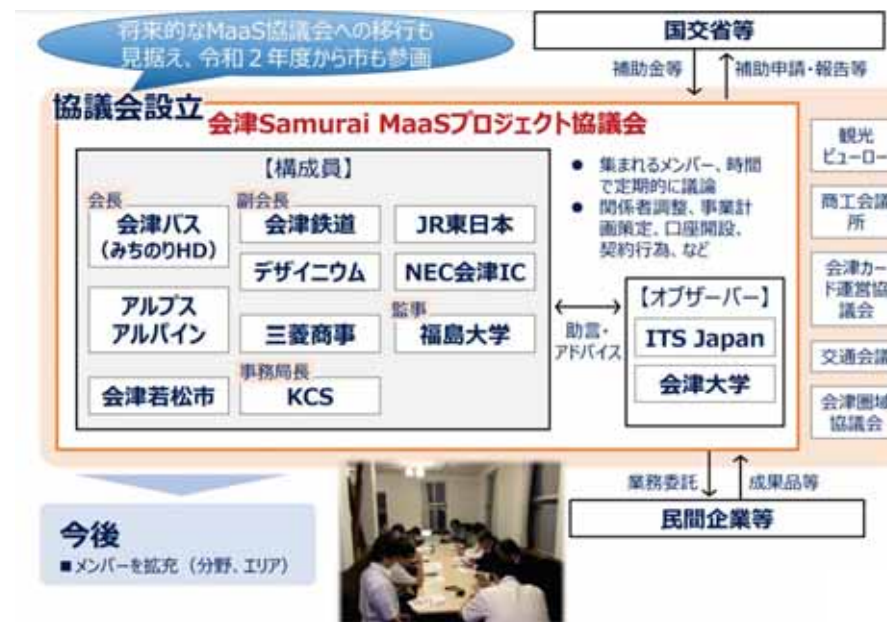 将来的なMaaS協議会への移行も
見据え、令和２年度から市も参画
国交省等
補助金等
補助申請・報告等
協議会設立
会津Samurai MaaSプロジェクト協議会
【構成員】
会長
会津バス
(みちのりHD)
副会長
会津鉄道
JR東日本
デザイニウム
NEC会津IC
アルプス
アルパイン
三菱商事
監事
福島大学
会津若松市
事務局長
KCS
● 集まれるメンバー、時間
で定期的に議論
● 関係者調整、事業計
画策定、口座開設、
契約行為、など
助言・
アドバイス
【オブザーバー】
ITS Japan
会津大学
観光
ビューロー
商工会議
所
会津カー
ド運営協
議会
交通会議
会津圏域
協議会
業務委託
成果品等
民間企業等
今後
■メンバーを拡充（分野、エリア）